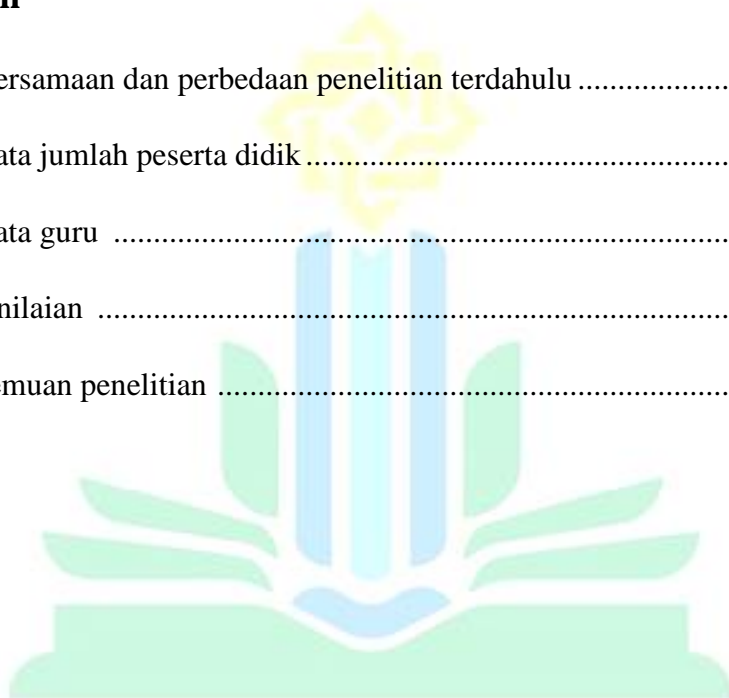 ersamaan dan perbedaan penelitian terdahulu ...................
ata jumlah peserta didik .....................................................
ata guru .............................................................................
nilaian ...............................................................................
emuan penelitian ................................................................